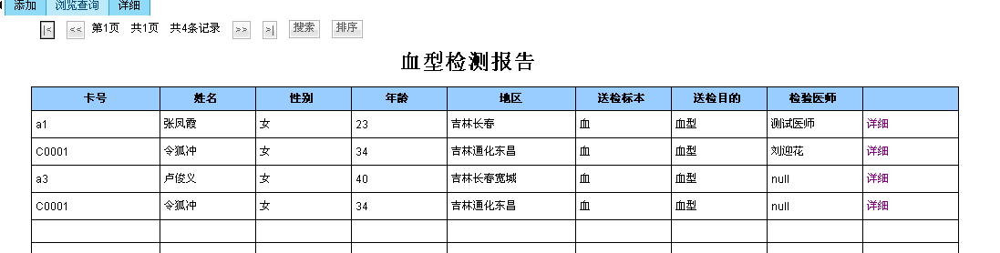 添加 浏览查询 详细
|< << 第1页 共1页 共4条记录 >> >| 搜索 排序
血型检测报告
卡号 姓名 性别 年龄 地区 送检标本 送检目的 检验医师
a1 张凤霞 女 23 吉林长春 血 血型 测试医师 详细
C0001 令狐冲 女 34 吉林通化东昌 血 血型 刘迎花 详细
a3 卢俊义 女 40 吉林长春宽城 血 血型 null 详细
C0001 令狐冲 女 34 吉林通化东昌 血 血型 null 详细